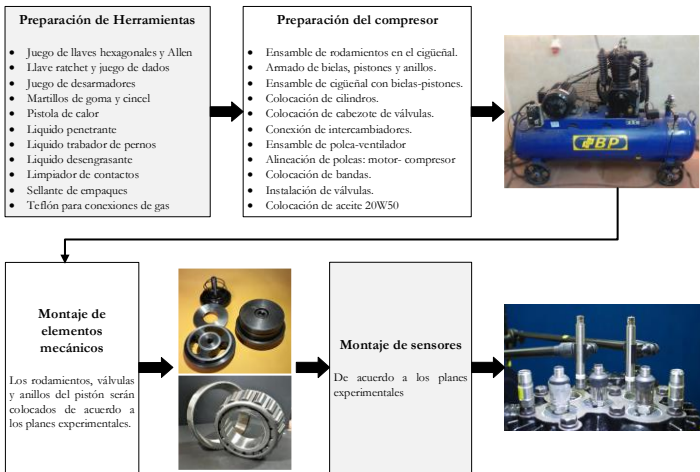 Preparación de Herramientas
• Juego de llaves hexagonales y Allen
• Llave ratchet y juego de dados
• Juego de desarmadores
• Martillos de goma y cincel
• Pistola de calor
• Liquido penetrante
• Liquido trabador de pernos
• Liquido desengrasante
• Limpiador de contactos
• Sellante de empaques
• Teflón para conexiones de gas
Preparación del compresor
• Ensamble de rodamientos en el cigüeñal.
• Armado de bielas, pistones y anillos.
• Ensamble de cigüeñal con bielas-pistones.
• Colocación de cilindros.
• Colocación de cabezote de válvulas.
• Conexión de intercambiadores.
• Ensamble de polea-ventilador
• Alineación de poleas: motor- compresor
• Colocación de bandas.
• Instalación de válvulas.
• Colocación de aceite 20W50
BP
Montaje de
elementos
mecánicos
Los rodamientos, válvulas
y anillos del pistón serán
colocados de acuerdo a
los planes experimentales.
Montaje de sensores
De acuerdo a los planes
experimentales